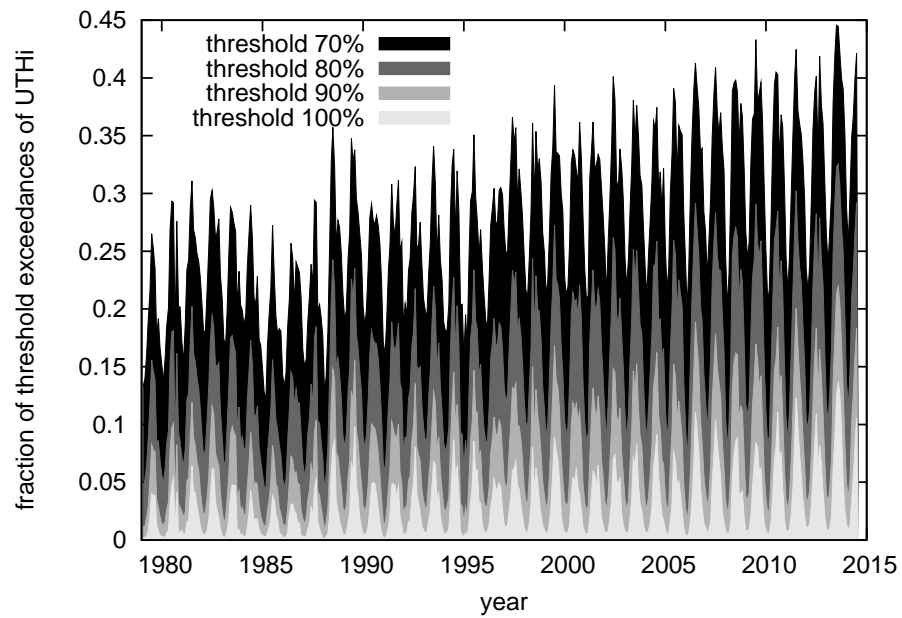 0.45
0.4
0.35
0.3
0.25
0.2
0.15
0.1
0.05
0
fraction of threshold exceedances of UTHi
threshold 70%
threshold 80%
threshold 90%
threshold 100%
1980 1985 1990 1995 2000 2005 2010 2015
year